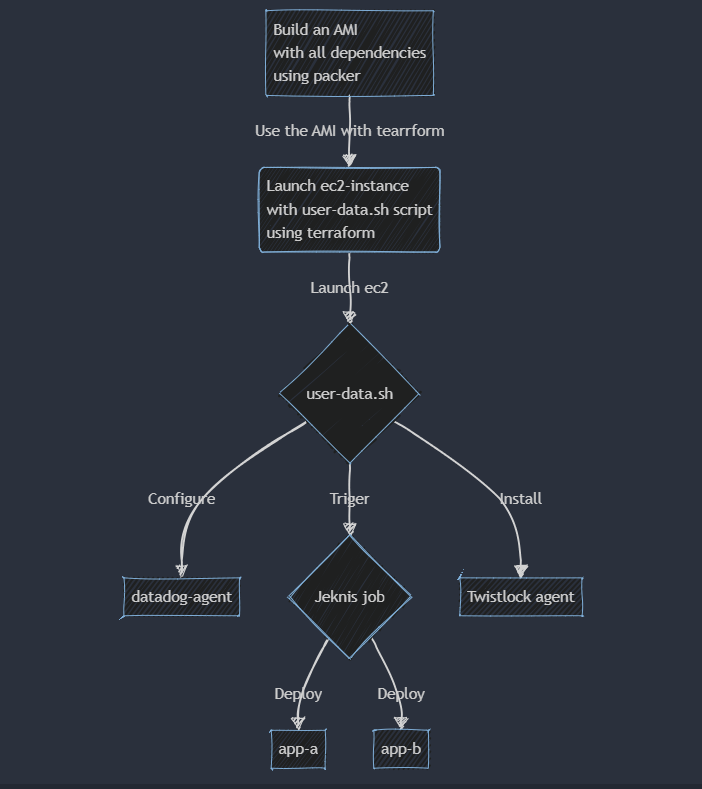 Build an AMI
with all dependencies
using packer
Use the AMI with tearrform
Launch ec2-instance
with user-data.sh script
using terraform
Launch ec2
user-data.sh
Configure
Triger
Install
datadog-agent
Jeknis job
Twistlock agent
Deploy
Deploy
app-a
app-b